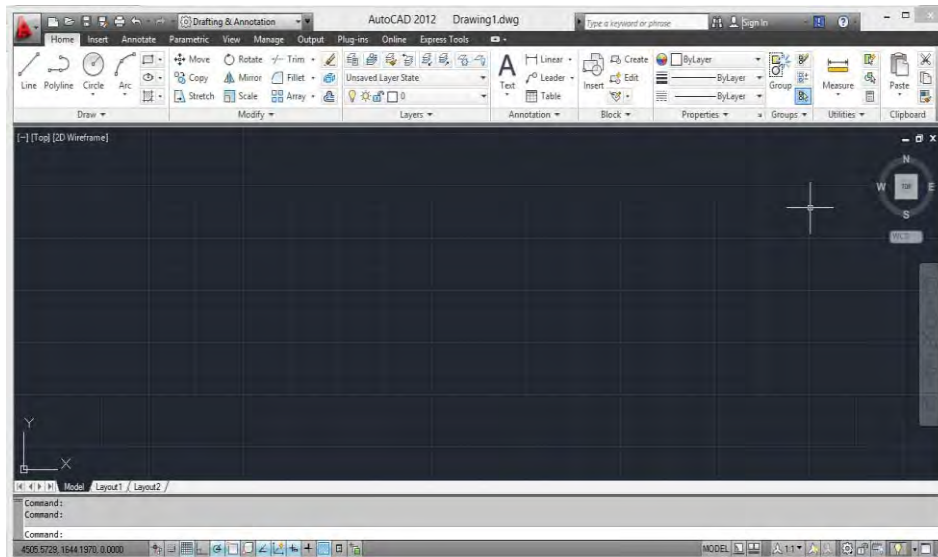 Drafting & Annotation AutoCAD 2012 Drawing1.dwg Type a keyword or phrase Sign In
Home Insert Annotate Parametric View Manage Output Plug-ins Online Express Tools
Move Rotate Trim Linear Create ByLayer
Line Polyline Circle Arc Copy Mirror Fillet Unsaved Layer State Text Leader Insert Edit ByLayer Group Measure Paste
Stretch Scale Array 0 Table ByLayer
Draw Modify Layers Annotation Block Properties Groups Utilities Clipboard
[-] [Top] [2D Wireframe]
N
W TOP E
S
WCS
Y
X
Model Layout1 Layout2
Command:
Command:
Command:
4505.5729, 1644.1970, 0.0000 MODEL 1:1